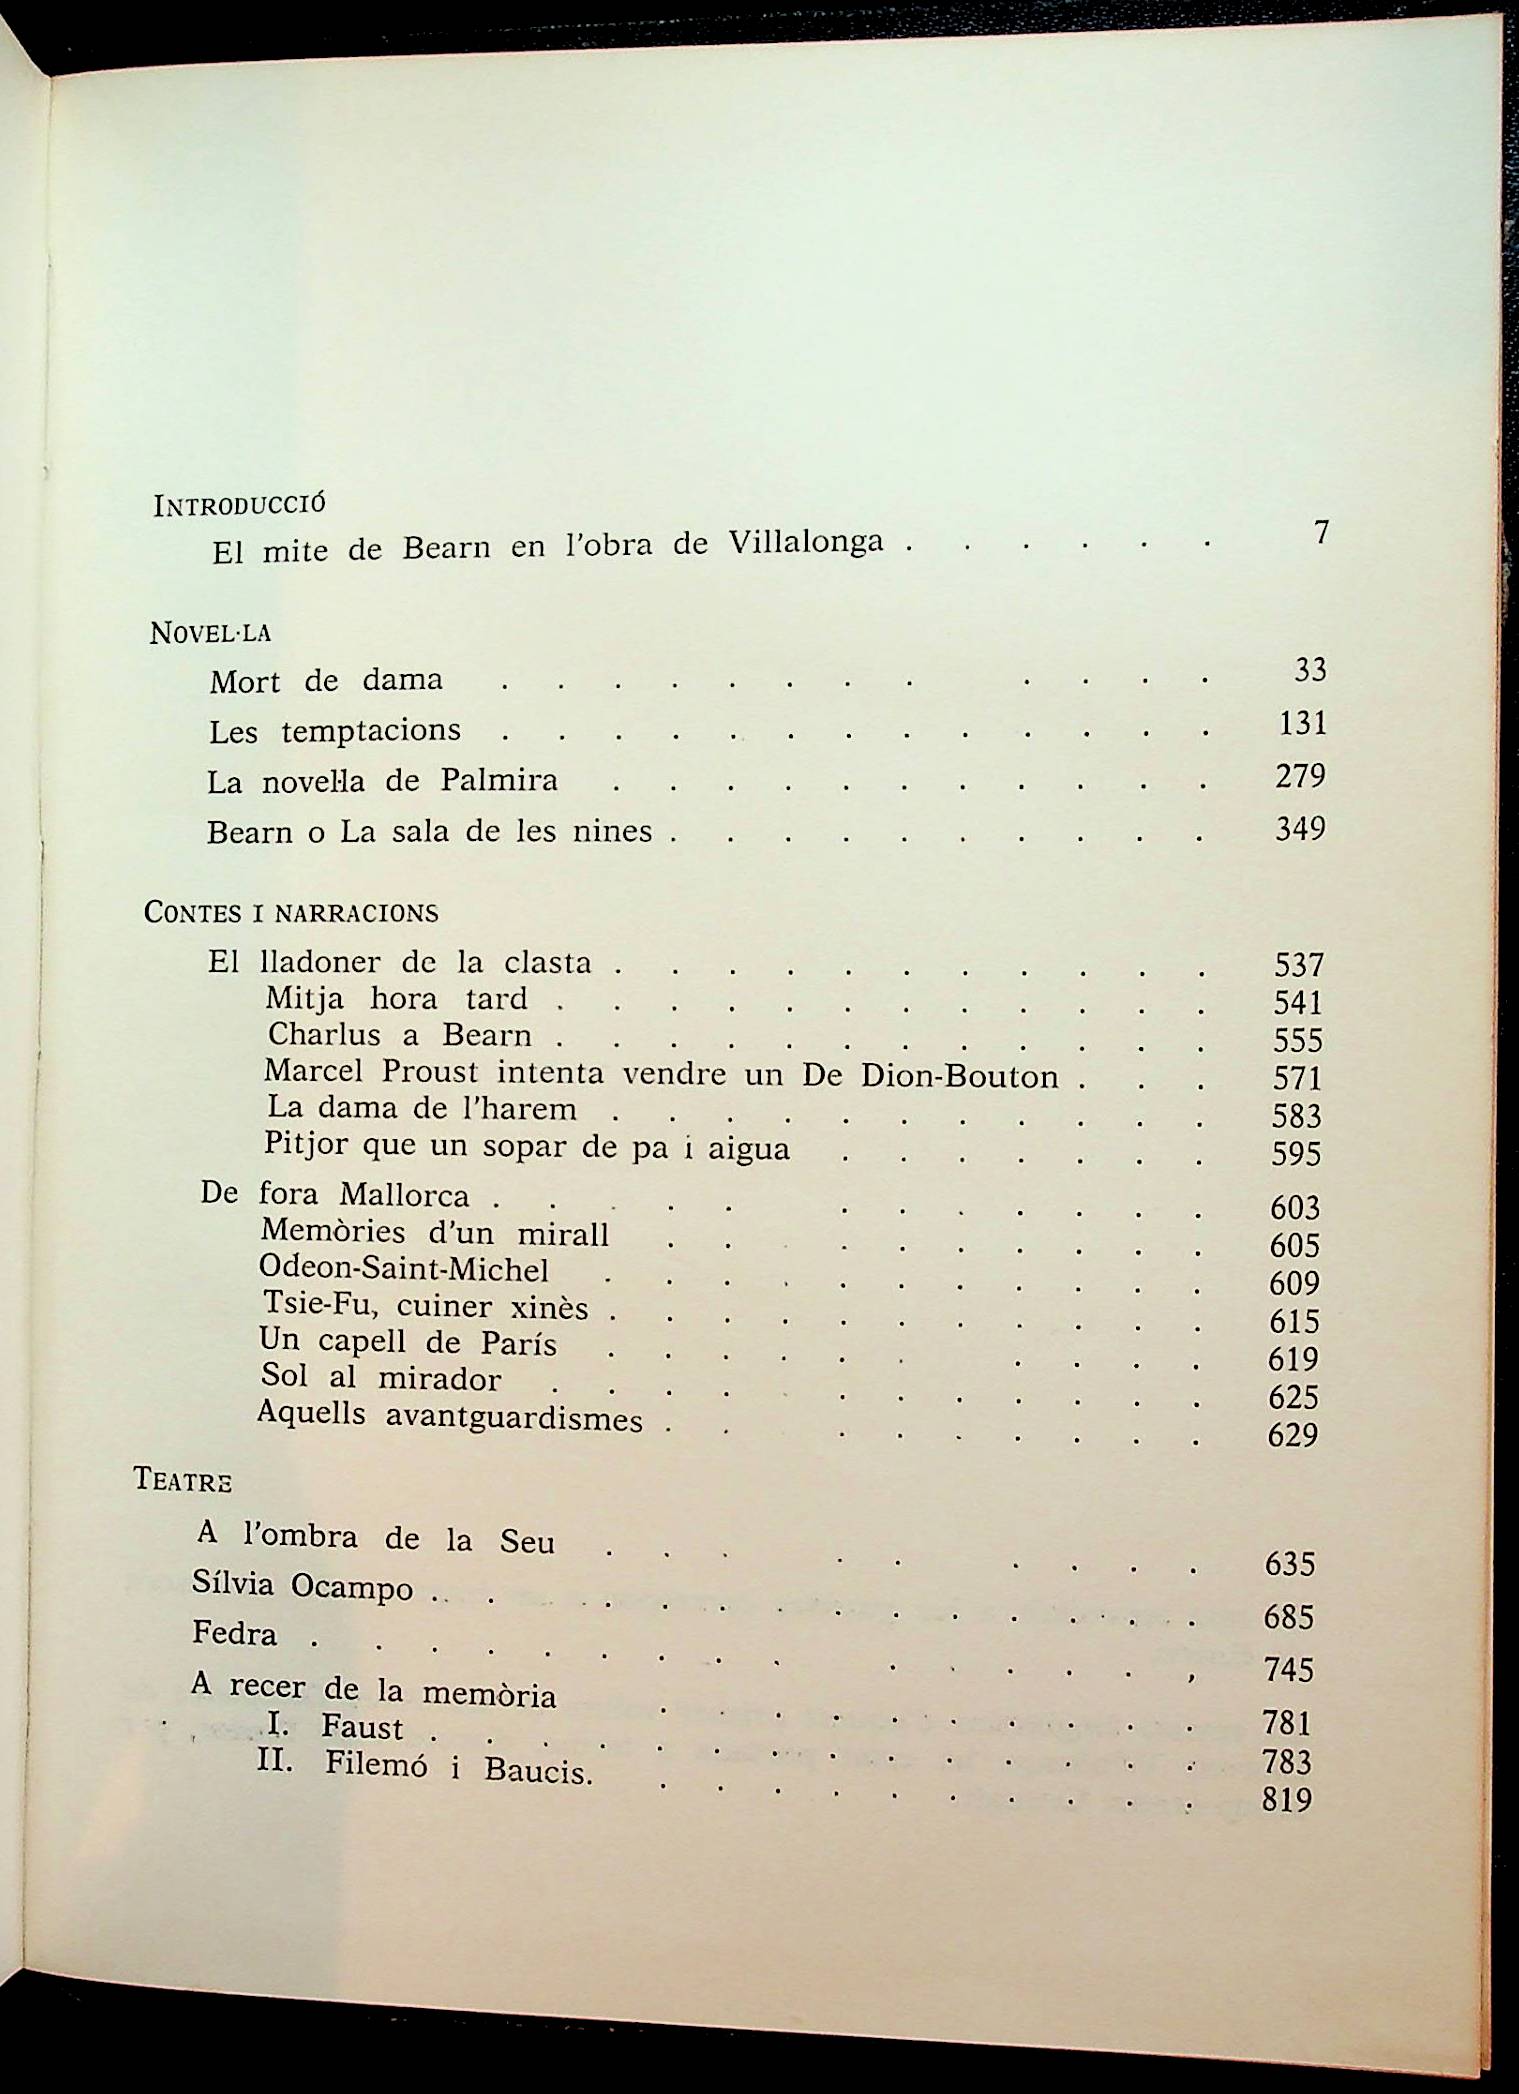 INTRODUCCIÓ
El mite de Bearn en l'obra de Villalonga . . . . . . 7
NOVEL·LA
Mort de dama . . . . . . . . . . . . 33
Les temptacions . . . . . . . . . . . . . 131
La noveŀla de Palmira . . . . . . . . . . . 279
Bearn o La sala de les nines . . . . . . . . . . 349
CONTES I NARRACIONS
El lladoner de la clasta . . . . . . . . . . . 537
Mitja hora tard . . . . . . . . . . . . 541
Charlus a Bearn . . . . . . . . . . . . 555
Marcel Proust intenta vendre un De Dion-Bouton . . . 571
La dama de l'harem . . . . . . . . . . . 583
Pitjor que un sopar de pa i aigua . . . . . . . 595
De fora Mallorca . . . . . . . . . . . . 603
Memòries d'un mirall . . . . . . . . . . 605
Odeon-Saint-Michel . . . . . . . . . . . 609
Tsie-Fu, cuiner xinès . . . . . . . . . . . 615
Un capell de París . . . . . . . . . . 619
Sol al mirador . . . . . . . . . . . 625
Aquells avantguardismes . . . . . . . . . 629
TEATRE
A l'ombra de la Seu . . . . . . . . . 635
Sílvia Ocampo . . . . . . . . . . . . . 685
Fedra . . . . . . . . . . . . . . , 745
A recer de la memòria . . . . . . . . . 781
I. Faust . . . . . . . . . . . . . 783
II. Filemó i Baucis. . . . . . . . . . 819